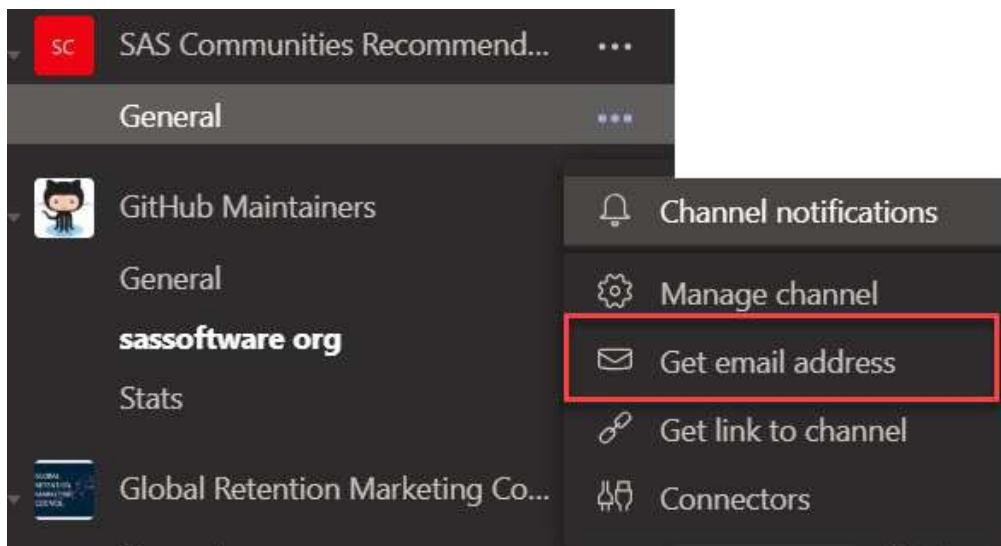 SC SAS Communities Recommend... ...
General ...
GitHub Maintainers
Channel notifications
General
Manage channel
sassoftware org
Get email address
Stats
Get link to channel
Global Retention Marketing Co...
Connectors